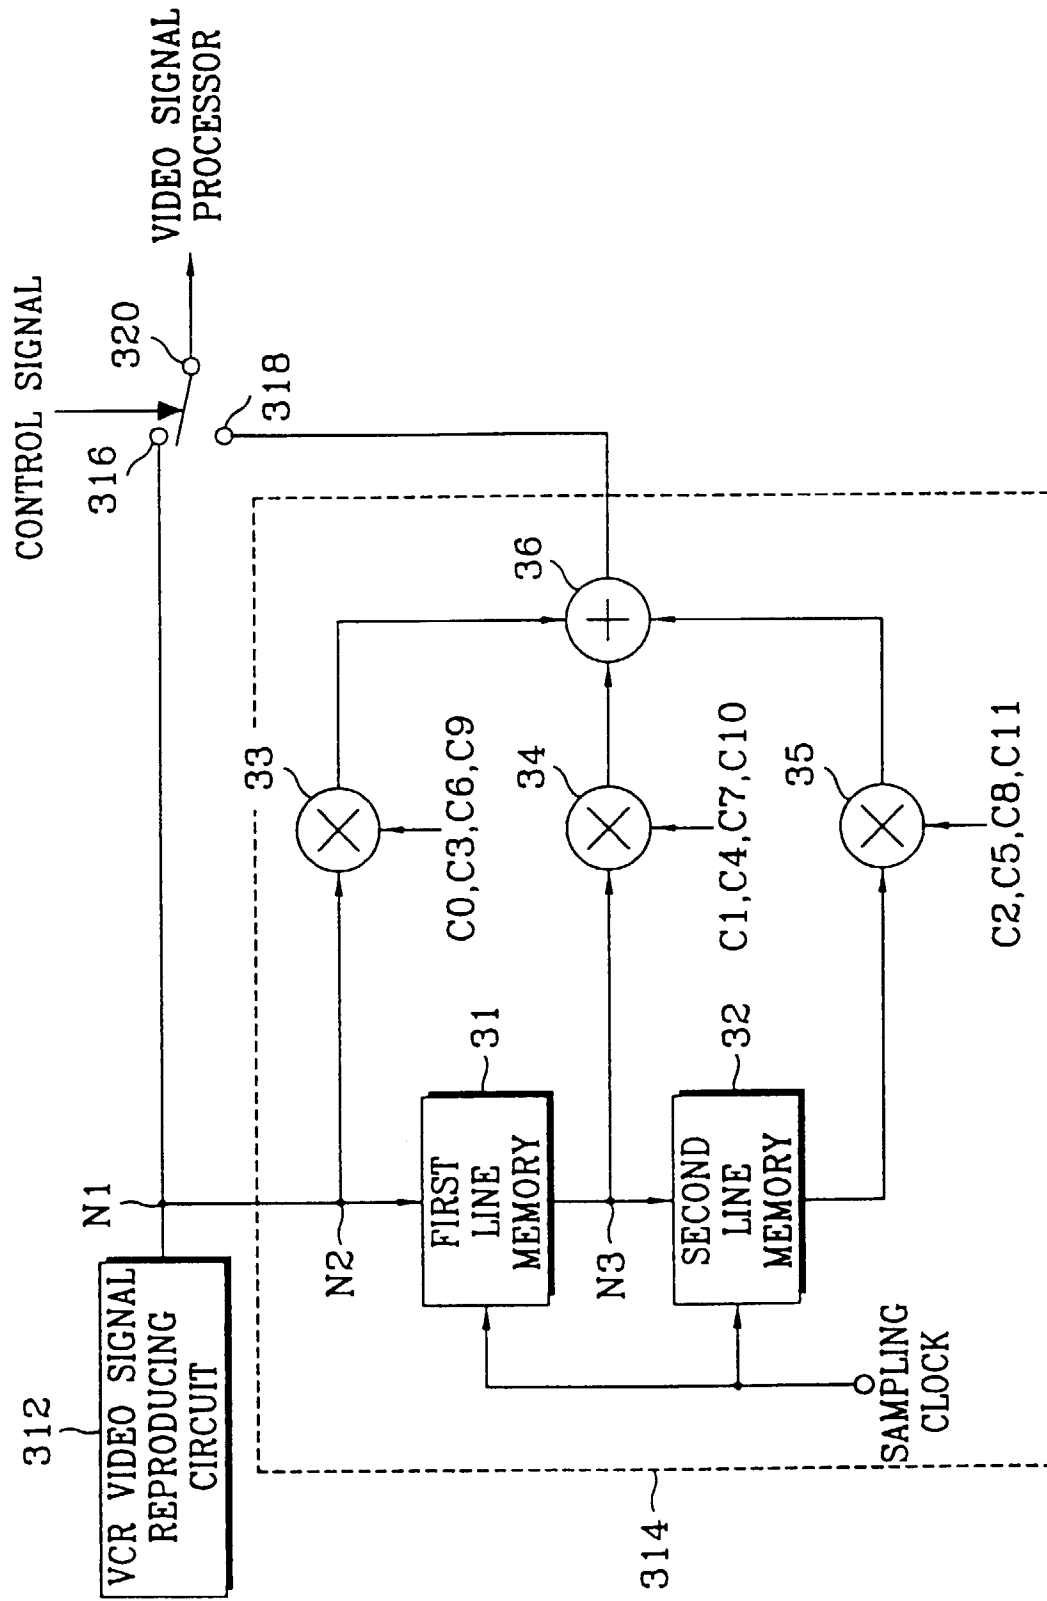 CONTROL SIGNAL
VIDEO SIGNAL
PROCESSOR
316
320
318
312
VCR VIDEO SIGNAL
REPRODUCING
CIRCUIT
N1
N2
33
36
C0,C3,C6,C9
FIRST
LINE
MEMORY
31
34
N3
C1,C4,C7,C10
SECOND
LINE
MEMORY
32
35
C2,C5,C8,C11
SAMPLING
CLOCK
314